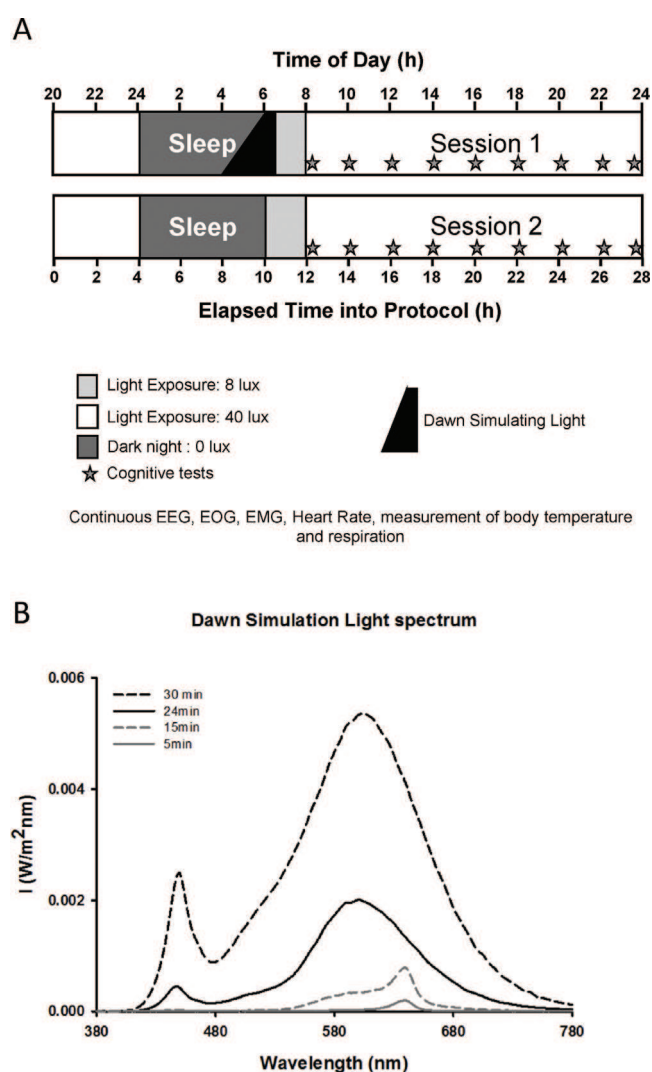 A
Time of Day (h)
20 22 24 2 4 6 8 10 12 14 16 18 20 22 24
Sleep Session 1
Sleep Session 2
0 2 4 6 8 10 12 14 16 18 20 22 24 26 28
Elapsed Time into Protocol (h)
Light Exposure: 8 lux
Light Exposure: 40 lux
Dark night : 0 lux
Cognitive tests
Dawn Simulating Light
Continuous EEG, EOG, EMG, Heart Rate, measurement of body temperature
and respiration
B
Dawn Simulation Light spectrum
0.006
30 min
24min
15min
5min
0.004
I (W/m²nm)
0.002
0.000
380 480 580 680 780
Wavelength (nm)